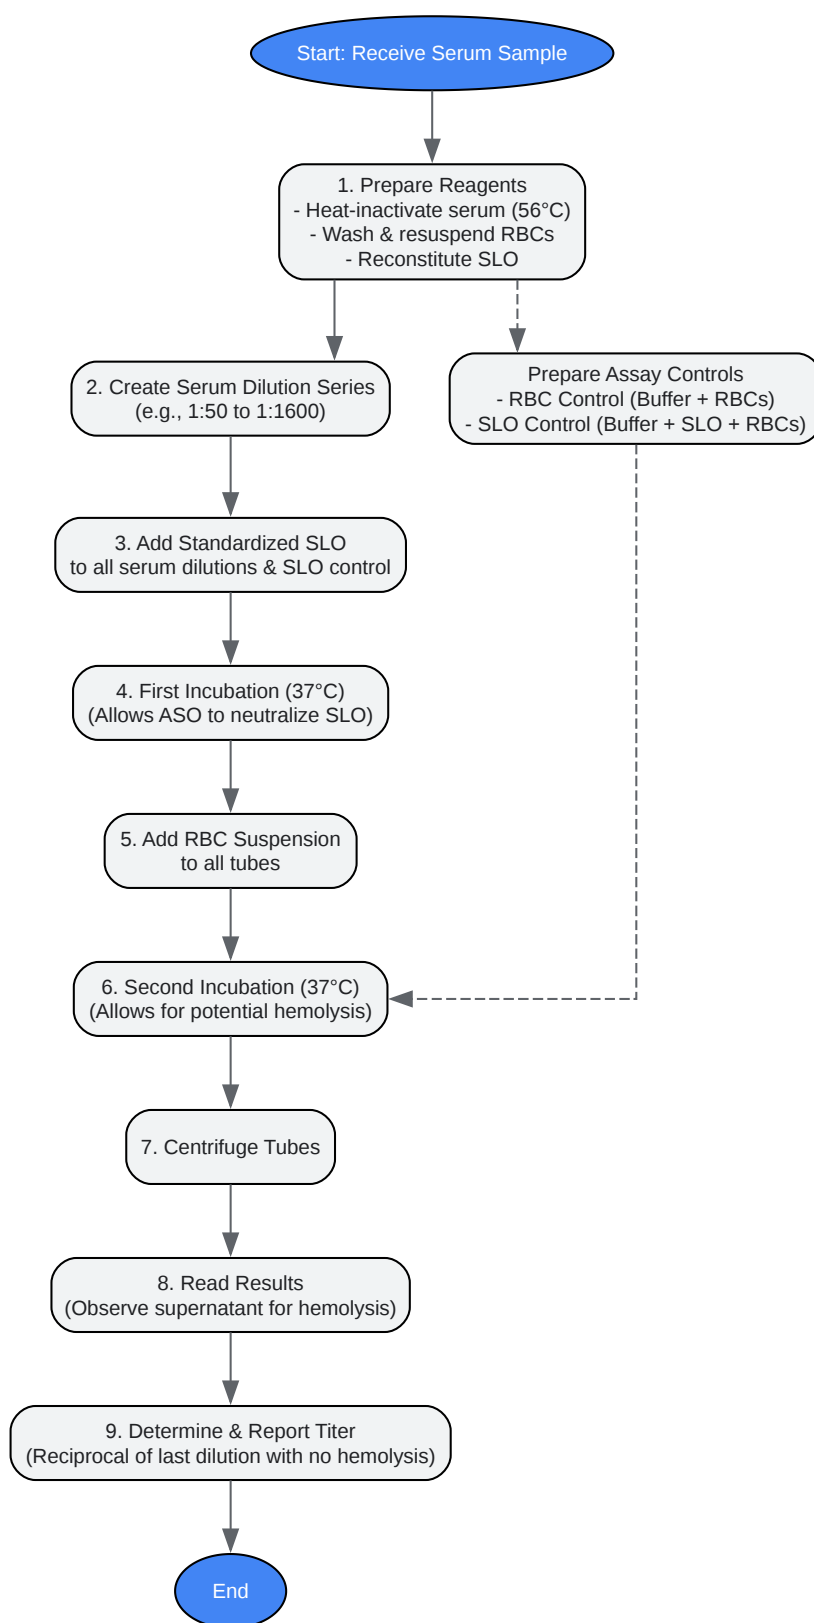 Start: Receive Serum Sample
1. Prepare Reagents
- Heat-inactivate serum (56°C)
- Wash & resuspend RBCs
- Reconstitute SLO
2. Create Serum Dilution Series
(e.g., 1:50 to 1:1600)
Prepare Assay Controls
- RBC Control (Buffer + RBCs)
- SLO Control (Buffer + SLO + RBCs)
3. Add Standardized SLO
to all serum dilutions & SLO control
4. First Incubation (37°C)
(Allows ASO to neutralize SLO)
5. Add RBC Suspension
to all tubes
6. Second Incubation (37°C)
(Allows for potential hemolysis)
7. Centrifuge Tubes
8. Read Results
(Observe supernatant for hemolysis)
9. Determine & Report Titer
(Reciprocal of last dilution with no hemolysis)
End